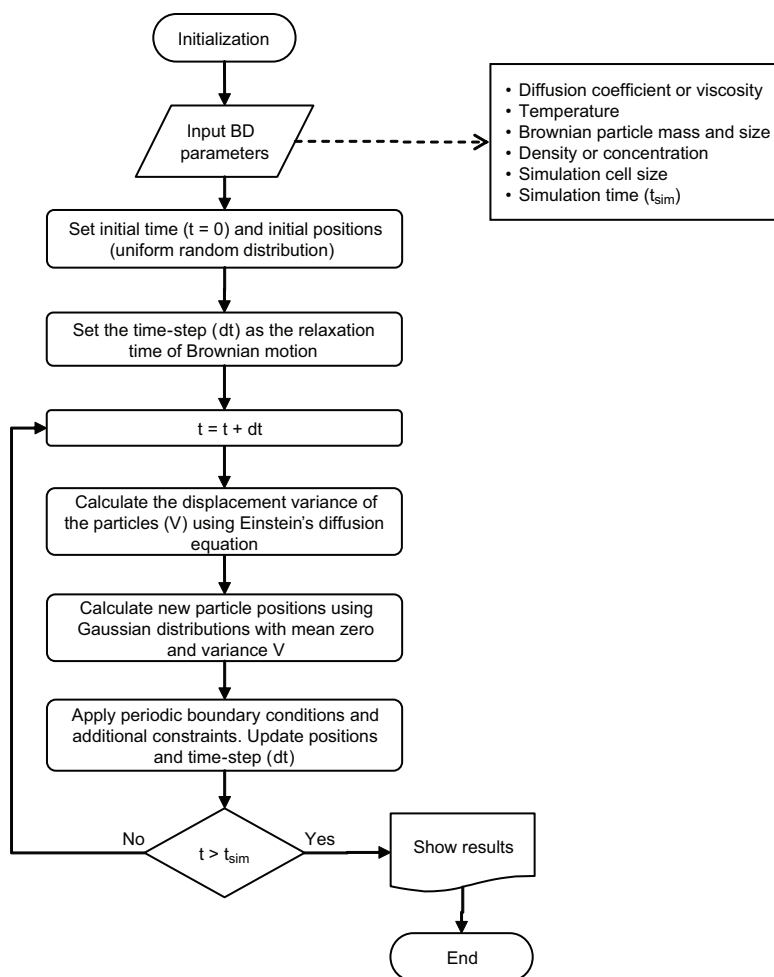 Initialization
Input BD
parameters
• Diffusion coefficient or viscosity
• Temperature
• Brownian particle mass and size
• Density or concentration
• Simulation cell size
• Simulation time (tsim)
Set initial time (t = 0) and initial positions
(uniform random distribution)
Set the time-step (dt) as the relaxation
time of Brownian motion
t = t + dt
Calculate the displacement variance of
the particles (V) using Einstein’s diffusion
equation
Calculate new particle positions using
Gaussian distributions with mean zero
and variance V
Apply periodic boundary conditions and
additional constraints. Update positions
and time-step (dt)
No
t > tsim
Yes
Show results
End